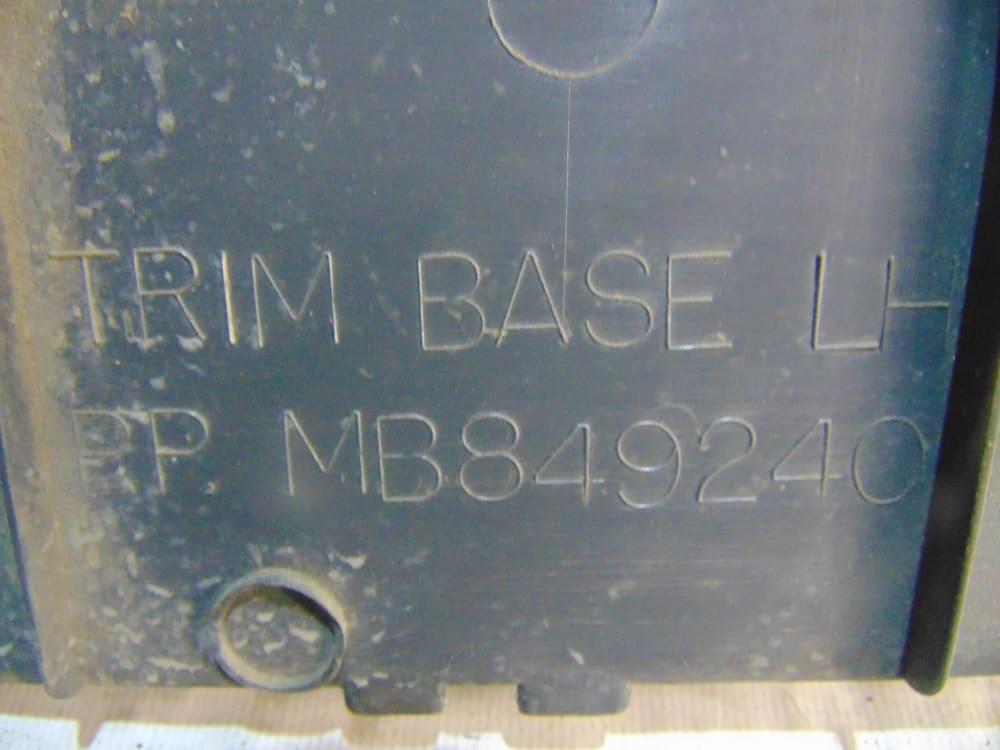 TRIM BASE LH
PP. MB849240